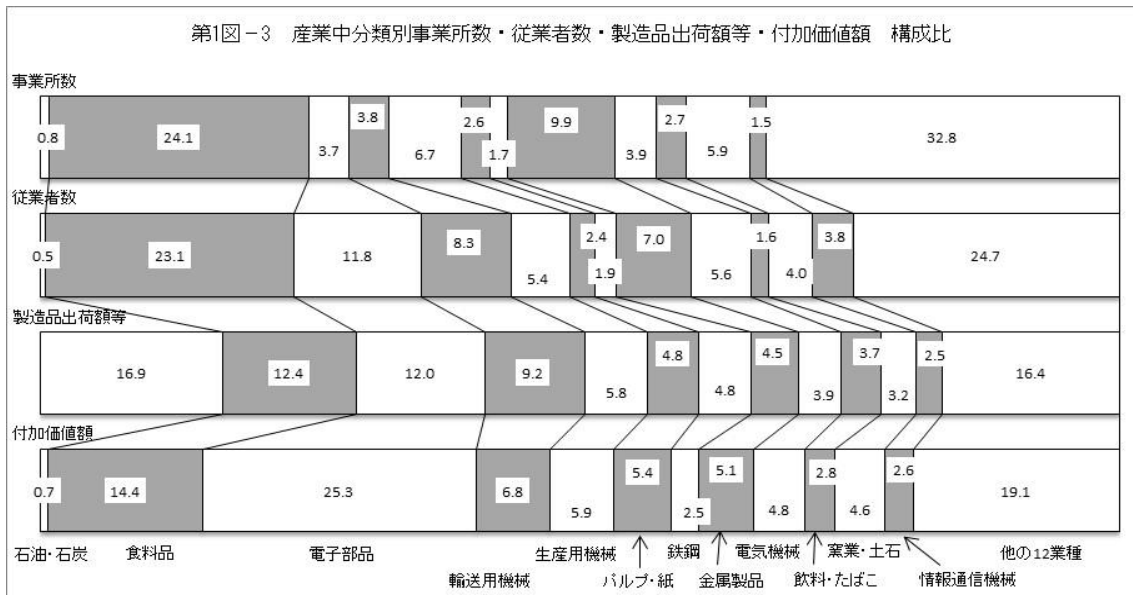 第1図－3　産業中分類別事業所数・従業者数・製造品出荷額等・付加価値額　構成比
事業所数
0.8 24.1 3.7 3.8 6.7 2.6 1.7 9.9 3.9 2.7 5.9 1.5 32.8
従業者数
0.5 23.1 11.8 8.3 5.4 2.4 1.9 7.0 5.6 1.6 4.0 3.8 24.7
製造品出荷額等
16.9 12.4 12.0 9.2 5.8 4.8 4.8 4.5 3.9 3.7 3.2 2.5 16.4
付加価値額
0.7 14.4 25.3 6.8 5.9 5.4 2.5 5.1 4.8 2.8 4.6 2.6 19.1
石油・石炭 食料品 電子部品 生産用機械 鉄鋼 電気機械 窯業・土石 他の12業種
輸送用機械 パルプ・紙 金属製品 飲料・たばこ 情報通信機械